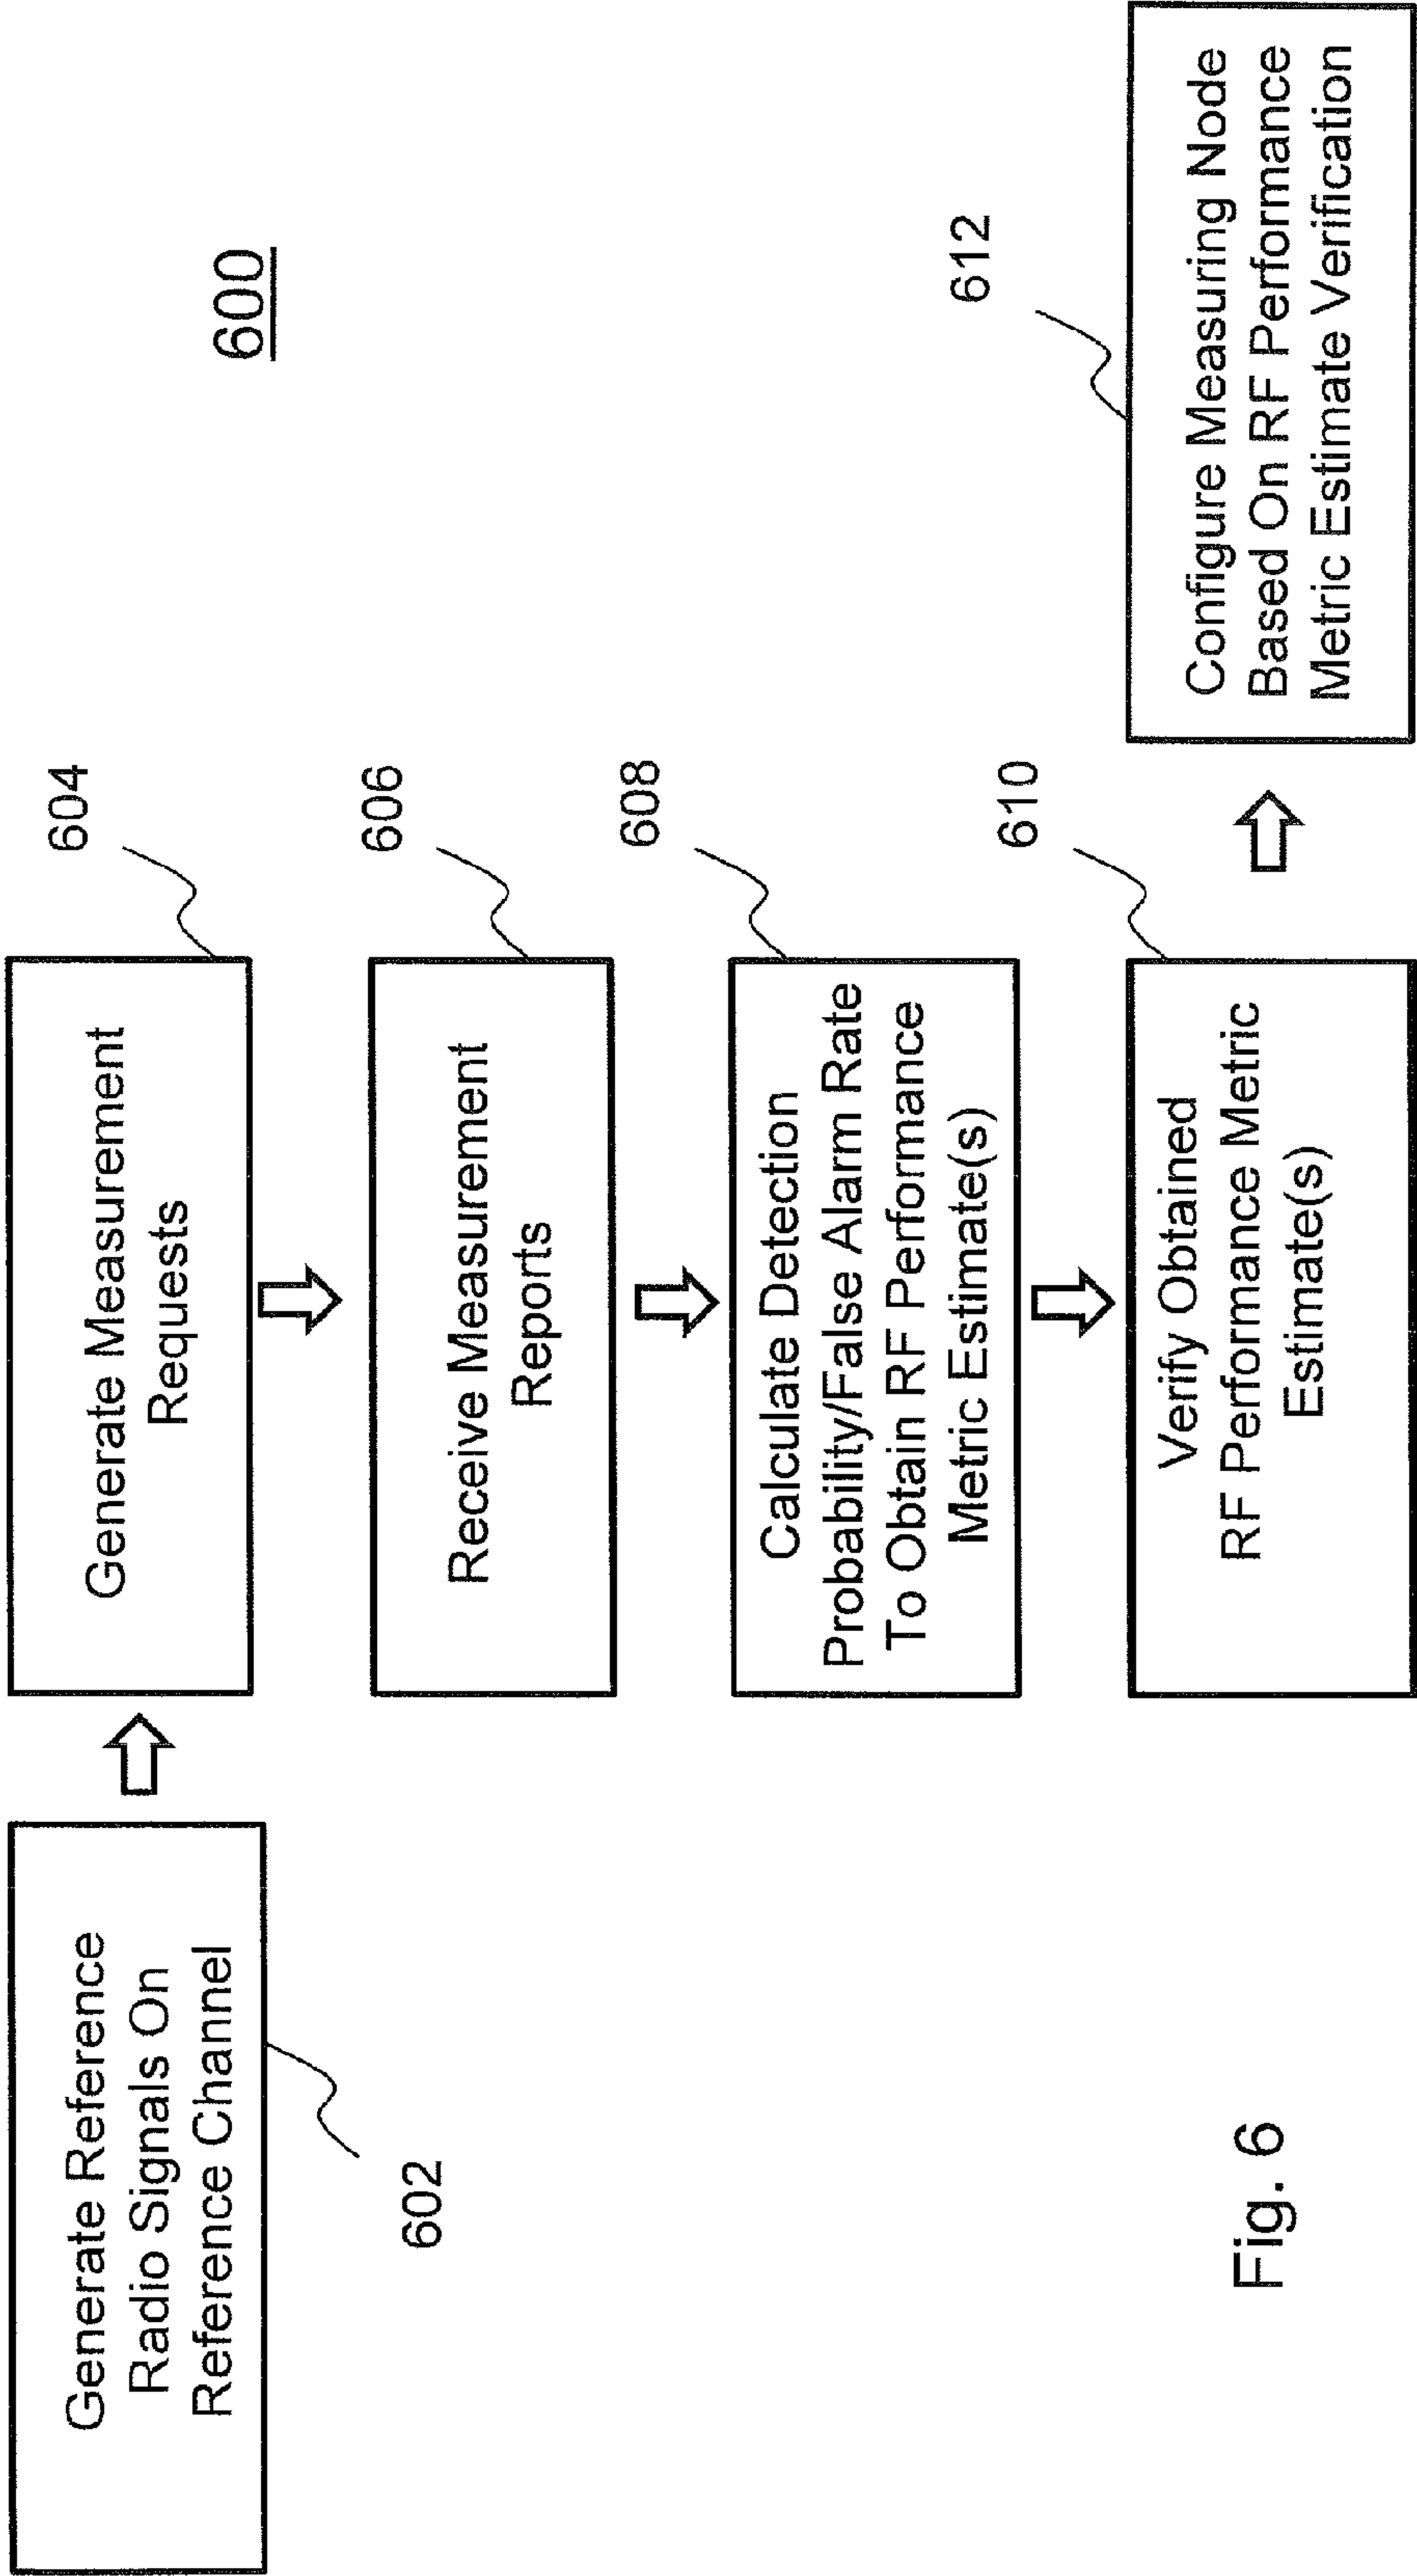 600
Generate Reference
Radio Signals On
Reference Channel
602
Generate Measurement
Requests
604
Receive Measurement
Reports
606
Calculate Detection
Probability/False Alarm Rate
To Obtain RF Performance
Metric Estimate(s)
608
Verify Obtained
RF Performance Metric
Estimate(s)
610
Configure Measuring Node
Based On RF Performance
Metric Estimate Verification
612
Fig. 6